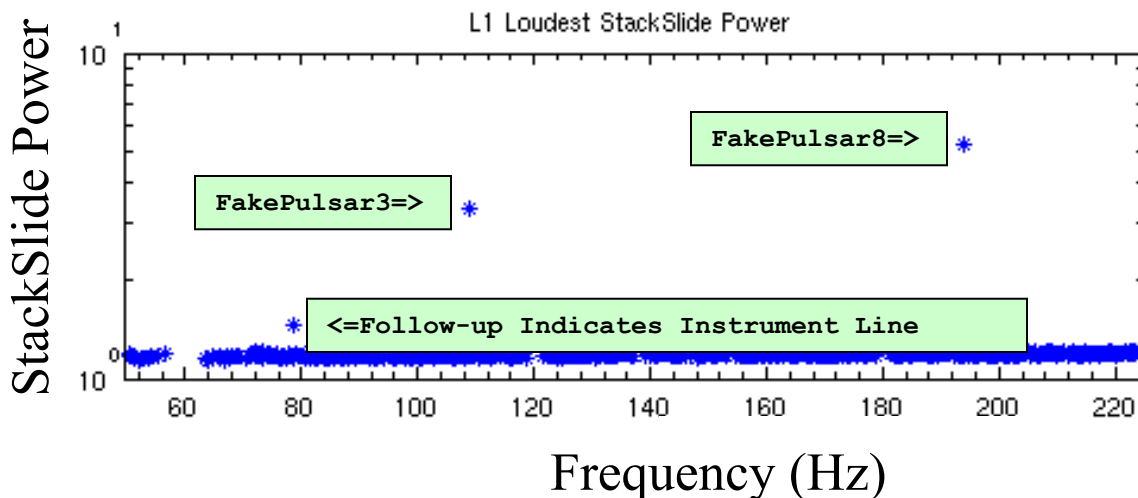 L1 Loudest StackSlide Power
10 1
StackSlide Power
FakePulsar8=>
FakePulsar3=>
<=Follow-up Indicates Instrument Line
10 0
60 80 100 120 140 160 180 200 220
Frequency (Hz)